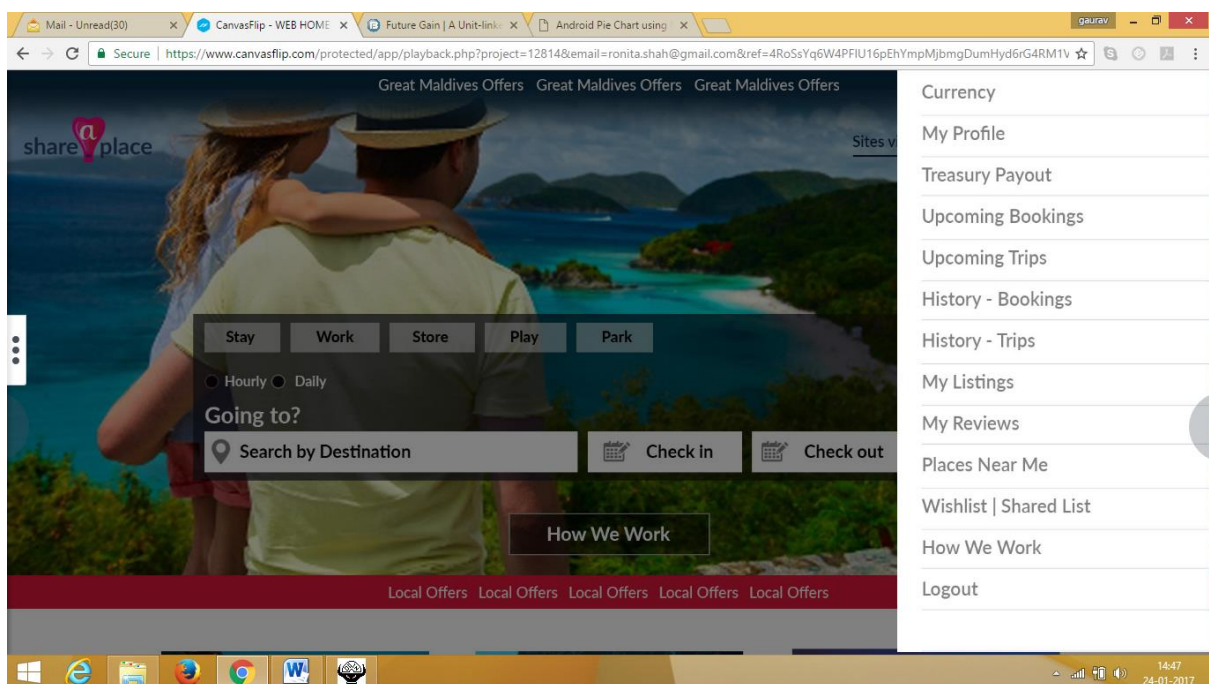 Mail - Unread(30)
CanvasFlip - WEB HOME
Future Gain | A Unit-linke
Android Pie Chart using
gaurav
Secure
https://www.canvasflip.com/protected/app/playback.php?project=12814&email=ronita.shah@gmail.com&ref=4RoSsYq6W4PFIU16pEhYmpMjbmgDumHyd6rG4RM1V
Great Maldives Offers Great Maldives Offers Great Maldives Offers
share a place
Sites v
Stay Work Store Play Park
Hourly Daily
Going to?
Search by Destination Check in Check out
How We Work
Local Offers Local Offers Local Offers Local Offers Local Offers
Currency
My Profile
Treasury Payout
Upcoming Bookings
Upcoming Trips
History - Bookings
History - Trips
My Listings
My Reviews
Places Near Me
Wishlist | Shared List
How We Work
Logout
14:47
24-01-2017